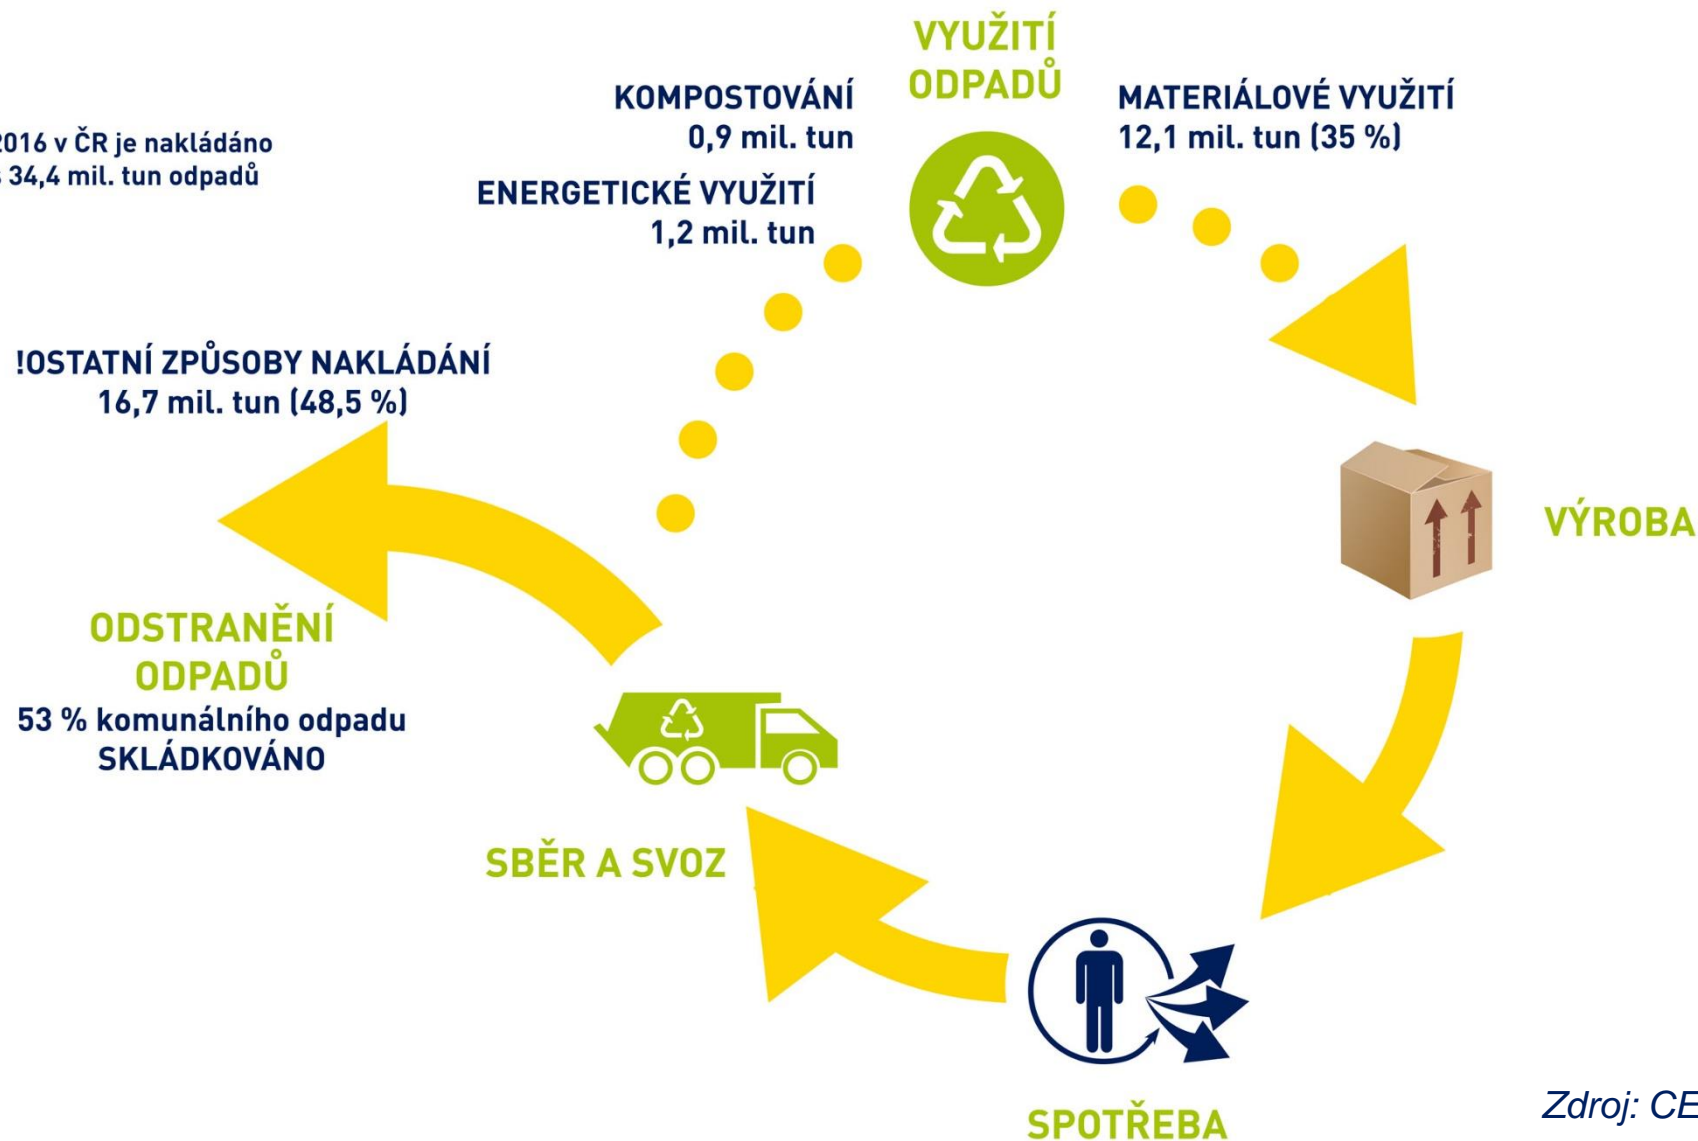 VYUŽITÍ
ODPADŮ
KOMPOSTOVÁNÍ
0,9 mil. tun
MATERIÁLOVÉ VYUŽITÍ
12,1 mil. tun (35 %)
2016 v ČR je nakládáno
s 34,4 mil. tun odpadů
ENERGETICKÉ VYUŽITÍ
1,2 mil. tun
!OSTATNÍ ZPŮSOBY NAKLÁDÁNÍ
16,7 mil. tun (48,5 %)
VÝROBA
ODSTRANĚNÍ
ODPADŮ
53 % komunálního odpadu
SKLÁDKOVÁNO
SBĚR A SVOZ
SPOTŘEBA
Zdroj: